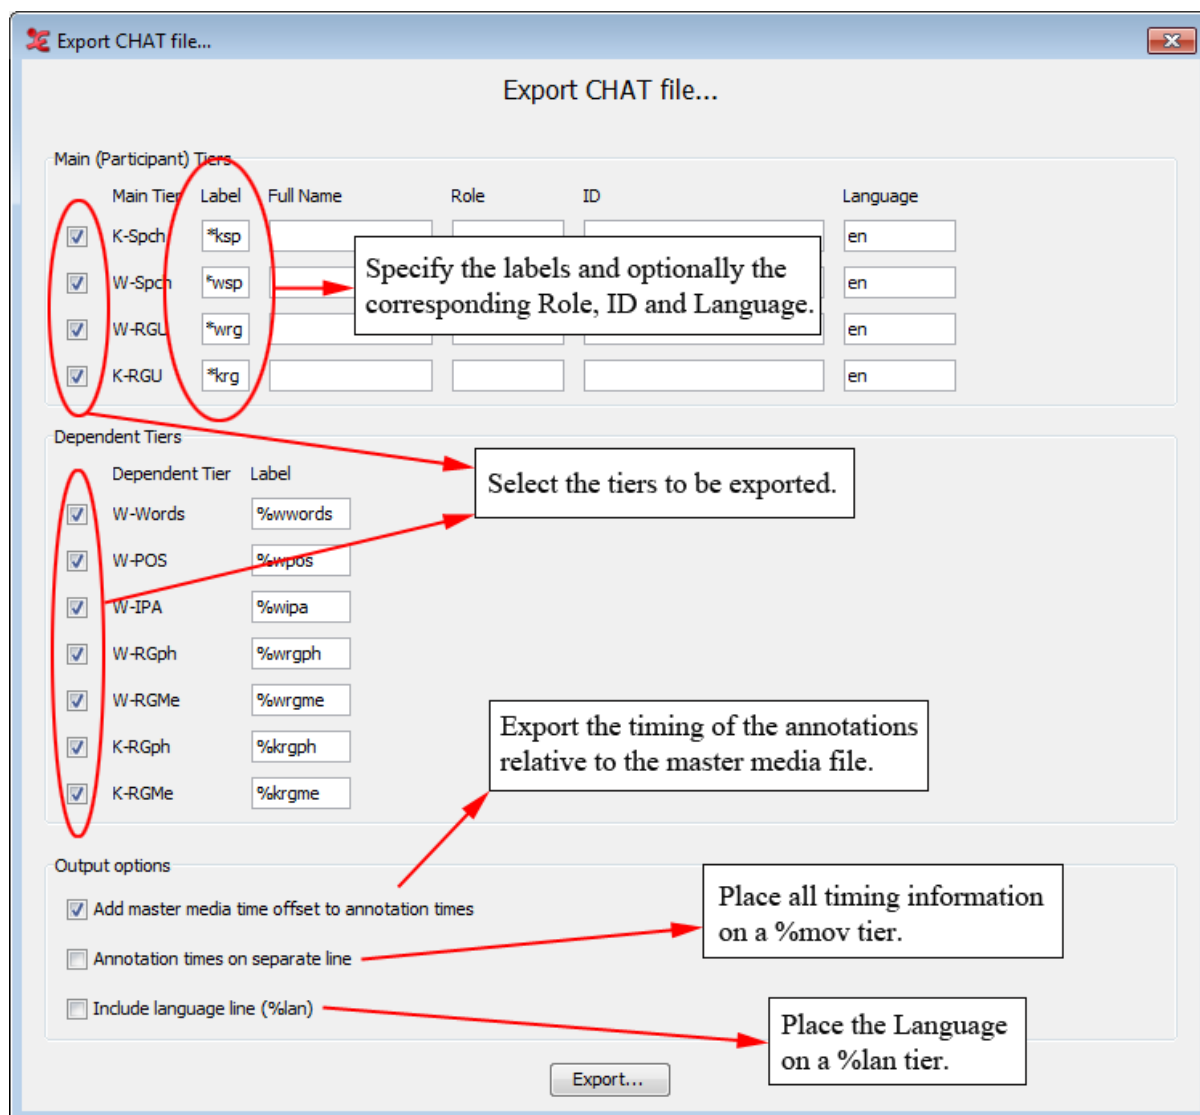 Export CHAT file...
Export CHAT file...
Main (Participant) Tiers
Main Tier Label Full Name Role ID Language
K-Spch *ksp en
W-Spch *wsp en
W-RGU *wrg en
K-RGU *krg en
Specify the labels and optionally the
corresponding Role, ID and Language.
Dependent Tiers
Dependent Tier Label
W-Words %wwords
W-POS %wpos
W-IPA %wipa
W-RGph %wrgph
W-RGMe %wrgme
K-RGph %krgph
K-RGMe %krgme
Select the tiers to be exported.
Export the timing of the annotations
relative to the master media file.
Output options
Add master media time offset to annotation times
Annotation times on separate line
Include language line (%lan)
Place all timing information
on a %mov tier.
Place the Language
on a %lan tier.
Export...